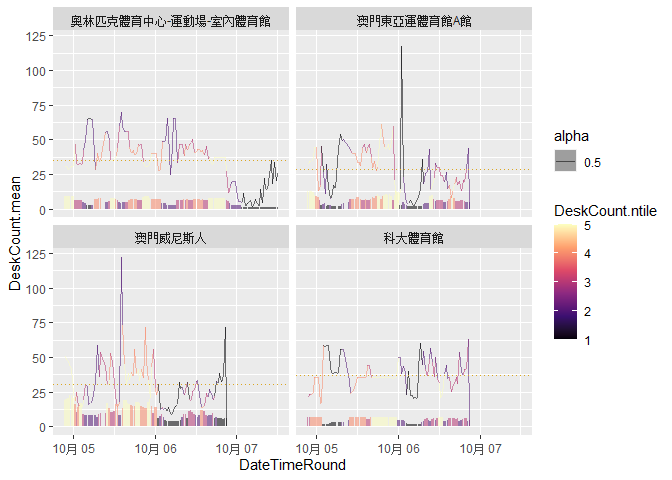 奧林匹克體育中心-運動場-室內體育館
澳門東亞運體育館A館
125
100
75
50
25
0
澳門威尼斯人
科大體育館
125
100
75
50
25
0
10月 05
10月 06
10月 07
10月 05
10月 06
10月 07
DateTimeRound
DeskCount.mean
alpha
0.5
DeskCount.ntile
5
4
3
2
1